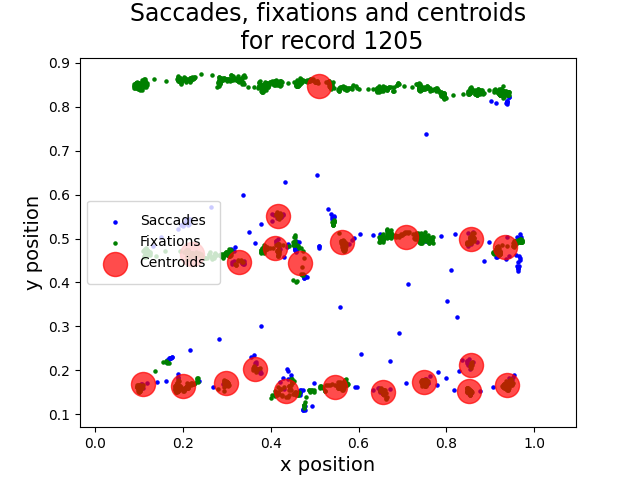 Saccades, fixations and centroids
for record 1205
y position
0.9
0.8
0.7
0.6
0.5
0.4
0.3
0.2
0.1
Saccades
Fixations
Centroids
0.0 0.2 0.4 0.6 0.8 1.0
x position